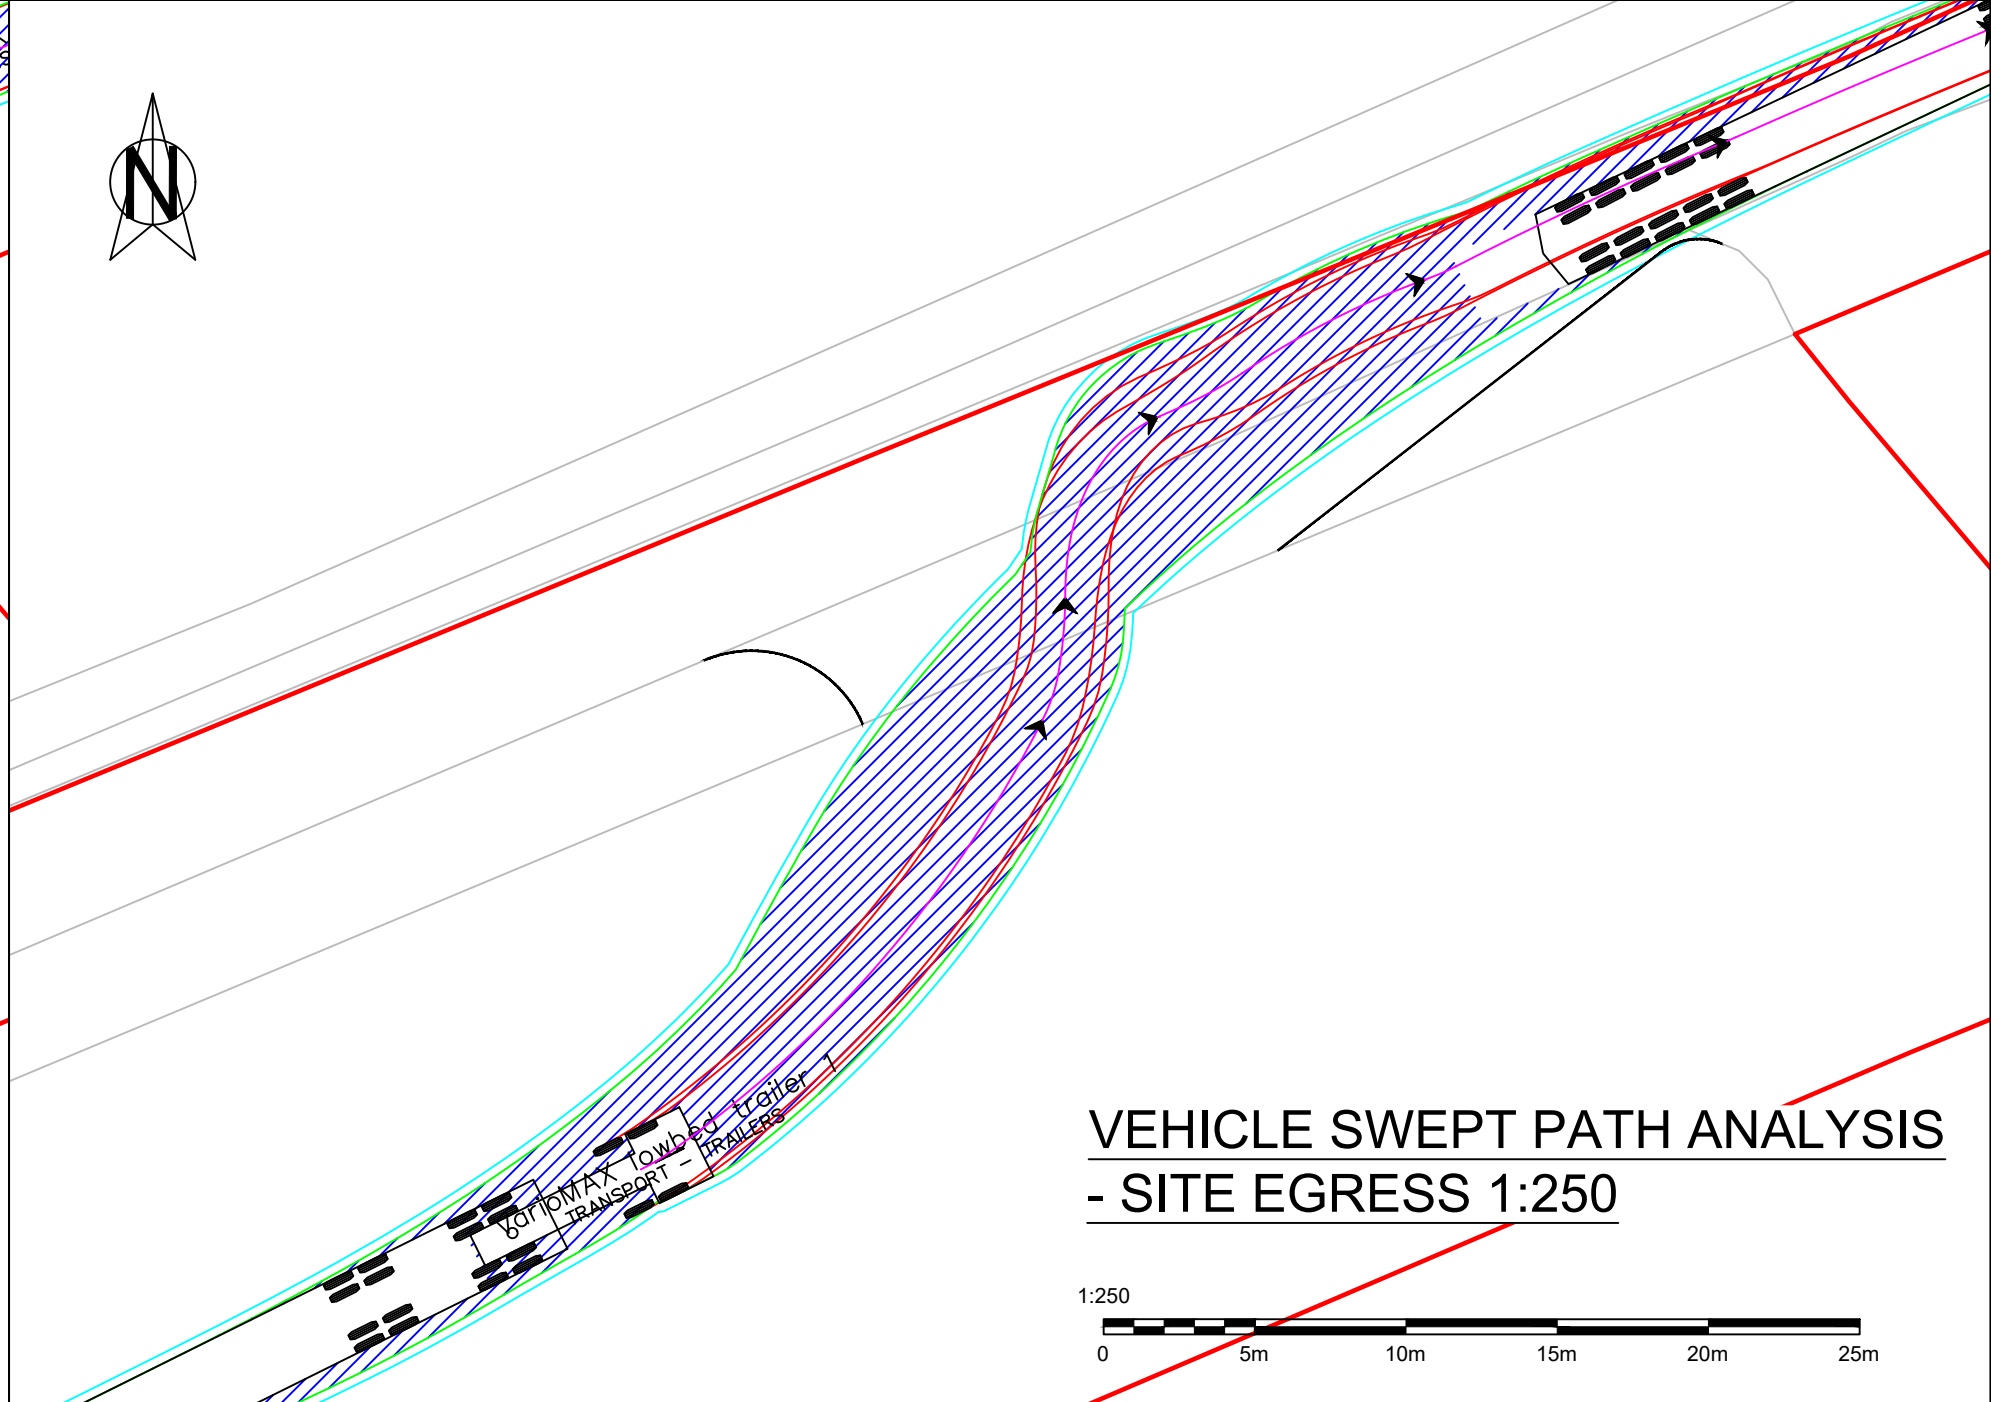 N
VarioMAX lowbed trailer 1
TRANSPORT - TRAILERS
VEHICLE SWEPT PATH ANALYSIS
- SITE EGRESS 1:250
1:250
0 5m 10m 15m 20m 25m